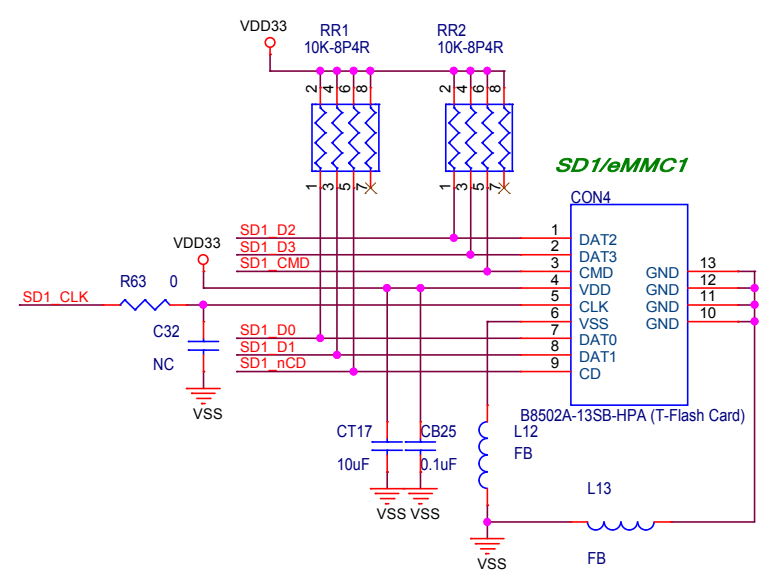 VDD33
RR1
10K-8P4R
RR2
10K-8P4R
2 4 6 8
2 4 6 8
1 3 5 7
1 3 5 7
SD1/eMMC1
CON4
SD1_D2 1 DAT2
SD1_D3 2 DAT3
SD1_CMD 3 CMD
VDD33 4 VDD
R63 0
SD1_CLK 5 CLK
6 VSS
SD1_D0 7 DAT0
SD1_D1 8 DAT1
SD1_nCD 9 CD
GND 13
GND 12
GND 11
GND 10
C32
NC
VSS
B8502A-13SB-HPA (T-Flash Card)
CT17
10uF
VSS
CB25
0.1uF
VSS
L12
FB
VSS
L13
FB